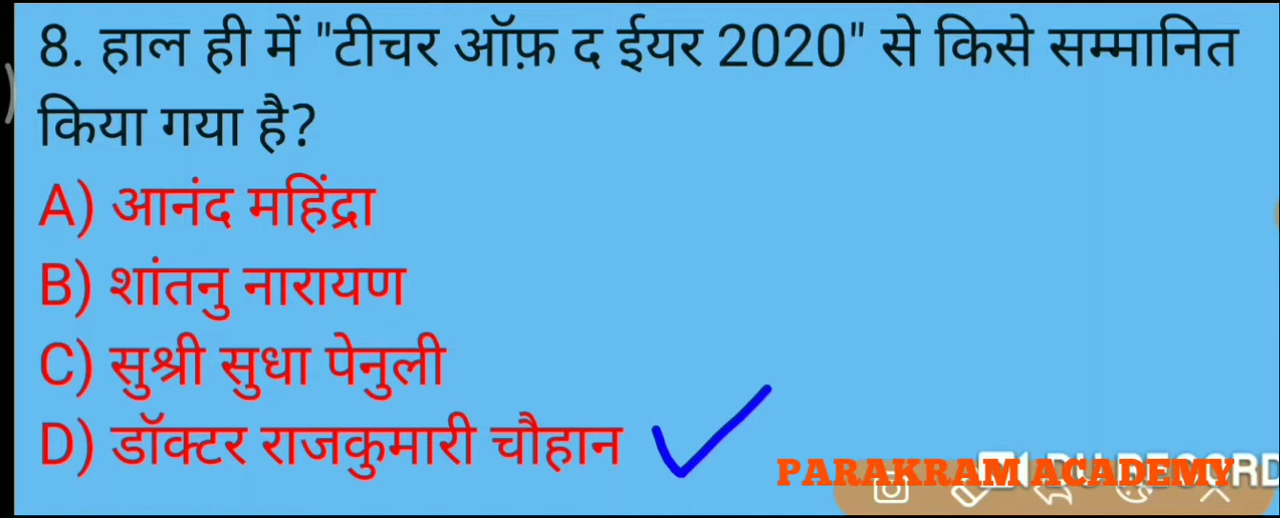 8. हाल ही में "टीचर ऑफ़ द ईयर 2020" से किसे सम्मानित
किया गया है?
A) आनंद महिंद्रा
B) शांतनु नारायण
C) सुश्री सुधा पेनुली
D) डॉक्टर राजकुमारी चौहान
PARAKRAM ACADEMY